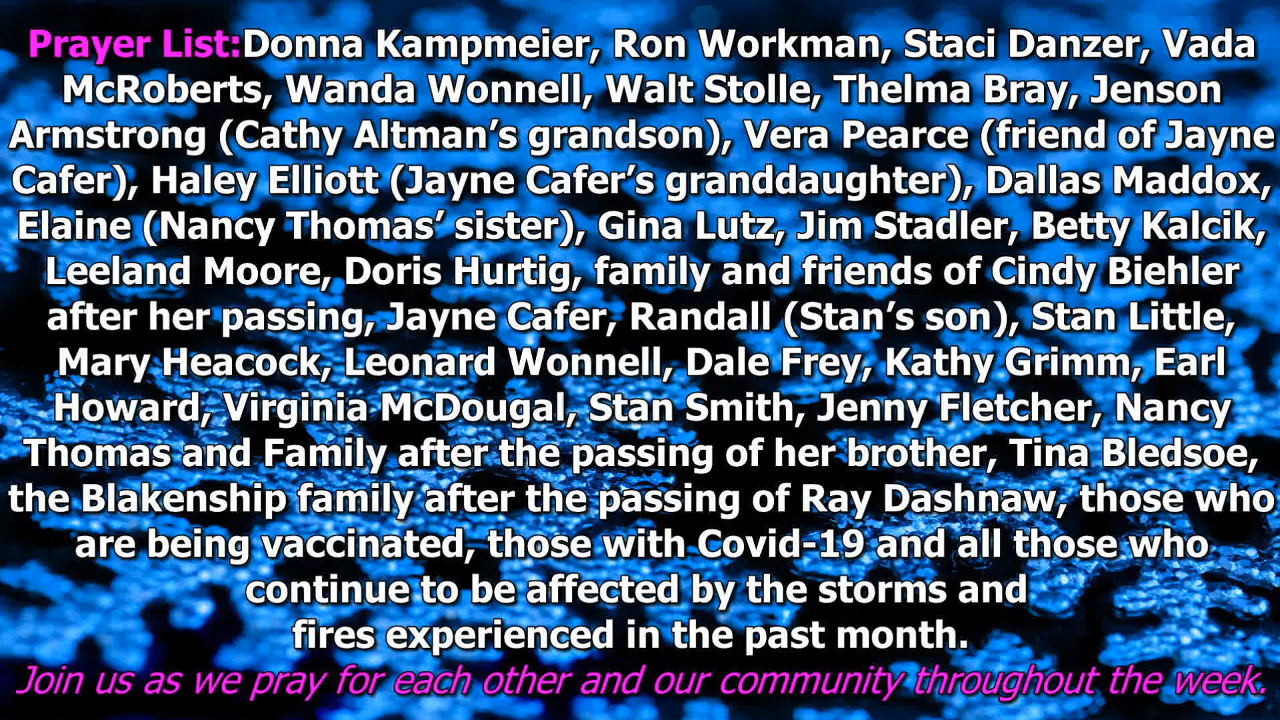 Prayer List:Donna Kampmeier, Ron Workman, Staci Danzer, Vada
McRoberts, Wanda Wonnell, Walt Stolle, Thelma Bray, Jenson
Armstrong (Cathy Altman’s grandson), Vera Pearce (friend of Jayne
Cafer), Haley Elliott (Jayne Cafer’s granddaughter), Dallas Maddox,
Elaine (Nancy Thomas’ sister), Gina Lutz, Jim Stadler, Betty Kalcik,
Leeland Moore, Doris Hurtig, family and friends of Cindy Biehler
after her passing, Jayne Cafer, Randall (Stan’s son), Stan Little,
Mary Heacock, Leonard Wonnell, Dale Frey, Kathy Grimm, Earl
Howard, Virginia McDougal, Stan Smith, Jenny Fletcher, Nancy
Thomas and Family after the passing of her brother, Tina Bledsoe,
the Blakenship family after the passing of Ray Dashnaw, those who
are being vaccinated, those with Covid-19 and all those who
continue to be affected by the storms and
fires experienced in the past month.
Join us as we pray for each other and our community throughout the week.